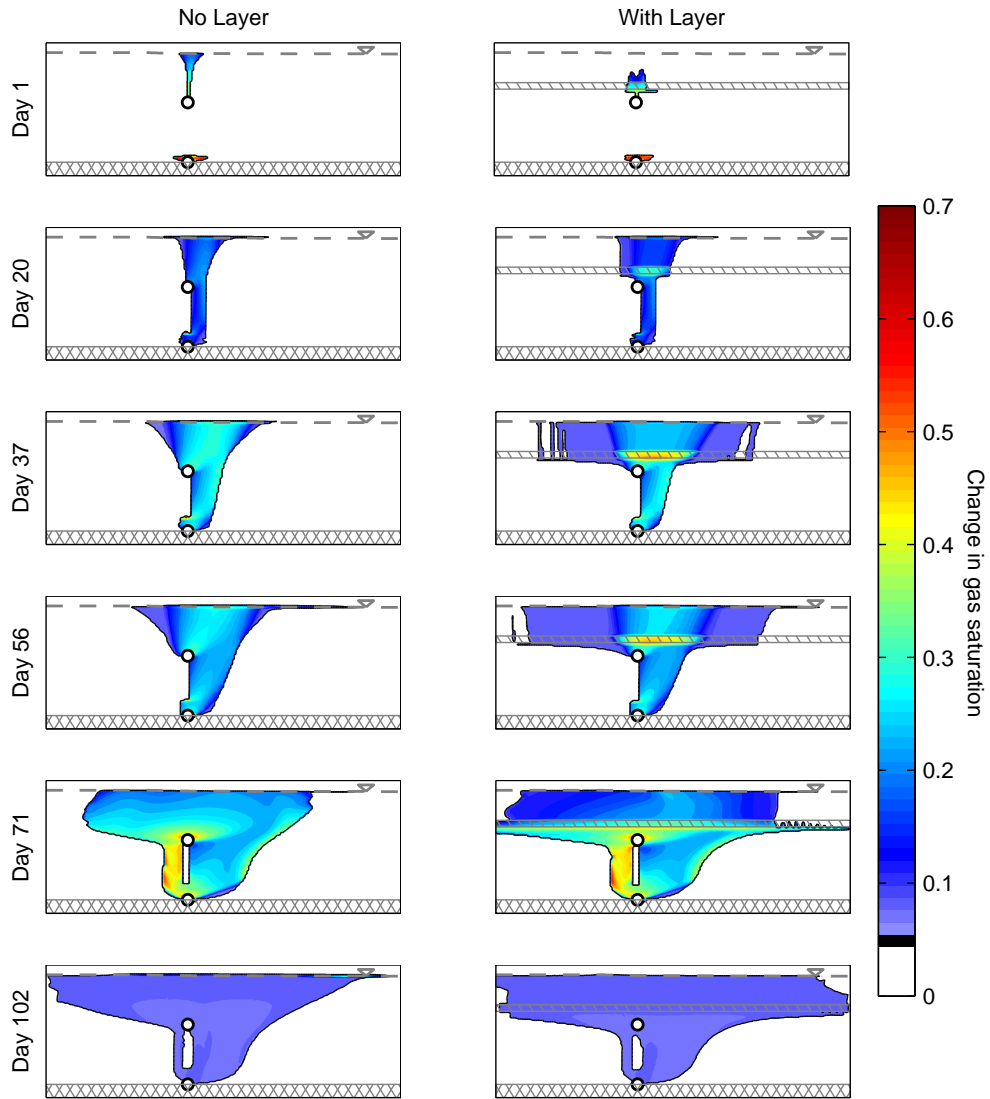 No Layer
With Layer
Day 1
Day 20
Day 37
Day 56
Day 71
Day 102
0.7
0.6
0.5
0.4
0.3
0.2
0.1
0
Change in gas saturation